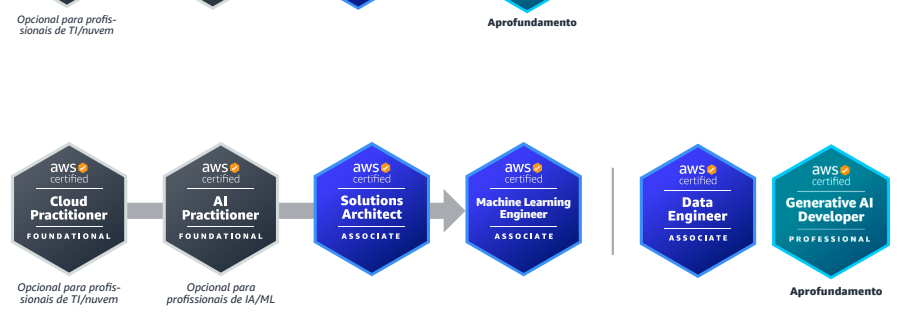 Opcional para profis-
sionais de TI/nuvem
Aprofundamento
aws
certified
Cloud
Practitioner
FOUNDATIONAL
aws
certified
AI
Practitioner
FOUNDATIONAL
aws
certified
Solutions
Architect
ASSOCIATE
aws
certified
Machine Learning
Engineer
ASSOCIATE
aws
certified
Data
Engineer
ASSOCIATE
aws
certified
Generative AI
Developer
PROFESSIONAL
Opcional para profis-
sionais de TI/nuvem
Opcional para
profissionais de IA/ML
Aprofundamento